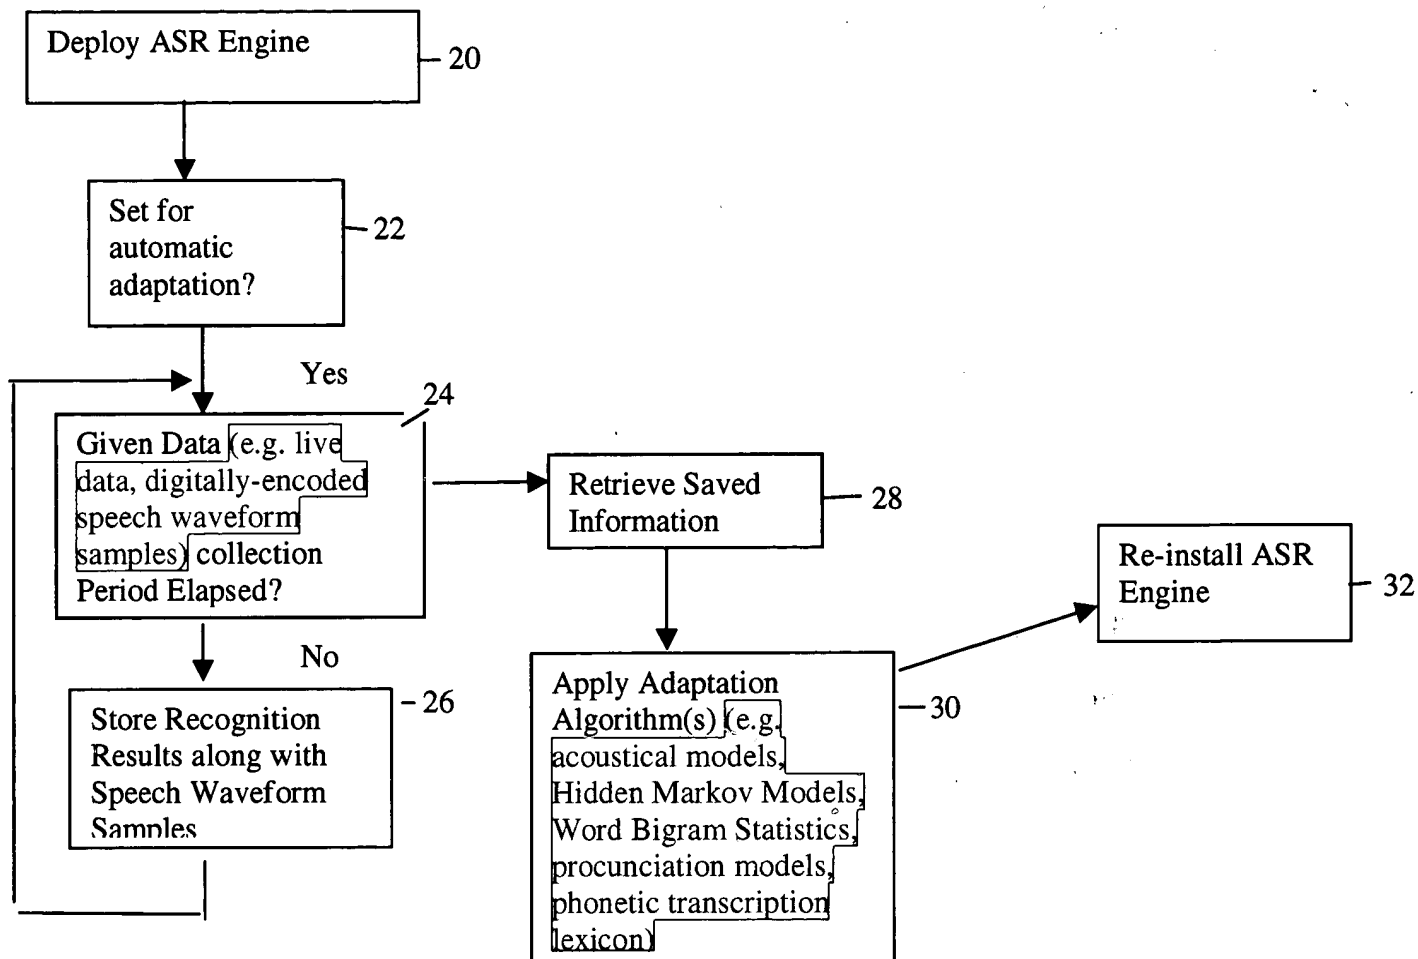 Deploy ASR Engine
20
Set for
automatic
adaptation?
22
Yes
24
Given Data (e.g. live
data, digitally-encoded
speech waveform
samples) collection
Period Elapsed?
No
26
Store Recognition
Results along with
Speech Waveform
Samples
Retrieve Saved
Information
28
Apply Adaptation
Algorithm(s) (e.g.
acoustical models,
Hidden Markov Models,
Word Bigram Statistics,
procunciation models,
phonetic transcription
lexicon)
30
Re-install ASR
Engine
32